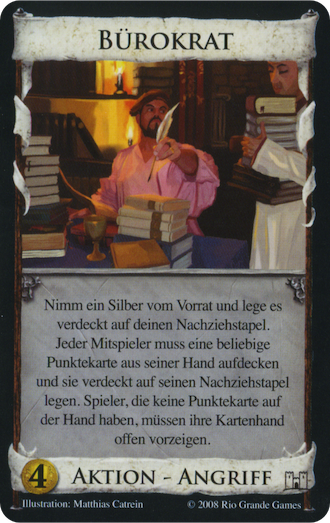 BÜROKRAT
Nimm ein Silber vom Vorrat und lege es
verdeckt auf deinen Nachziehstapel.
Jeder Mitspieler muss eine beliebige
Punktekarte aus seiner Hand aufdecken
und sie verdeckt auf seinen Nachziehstapel
legen. Spieler, die keine Punktekarte auf
der Hand haben, müssen ihre Kartenhand
offen vorzeigen.
4 AKTION - ANGRIFF
Illustration: Matthias Catrein © 2008 Rio Grande Games